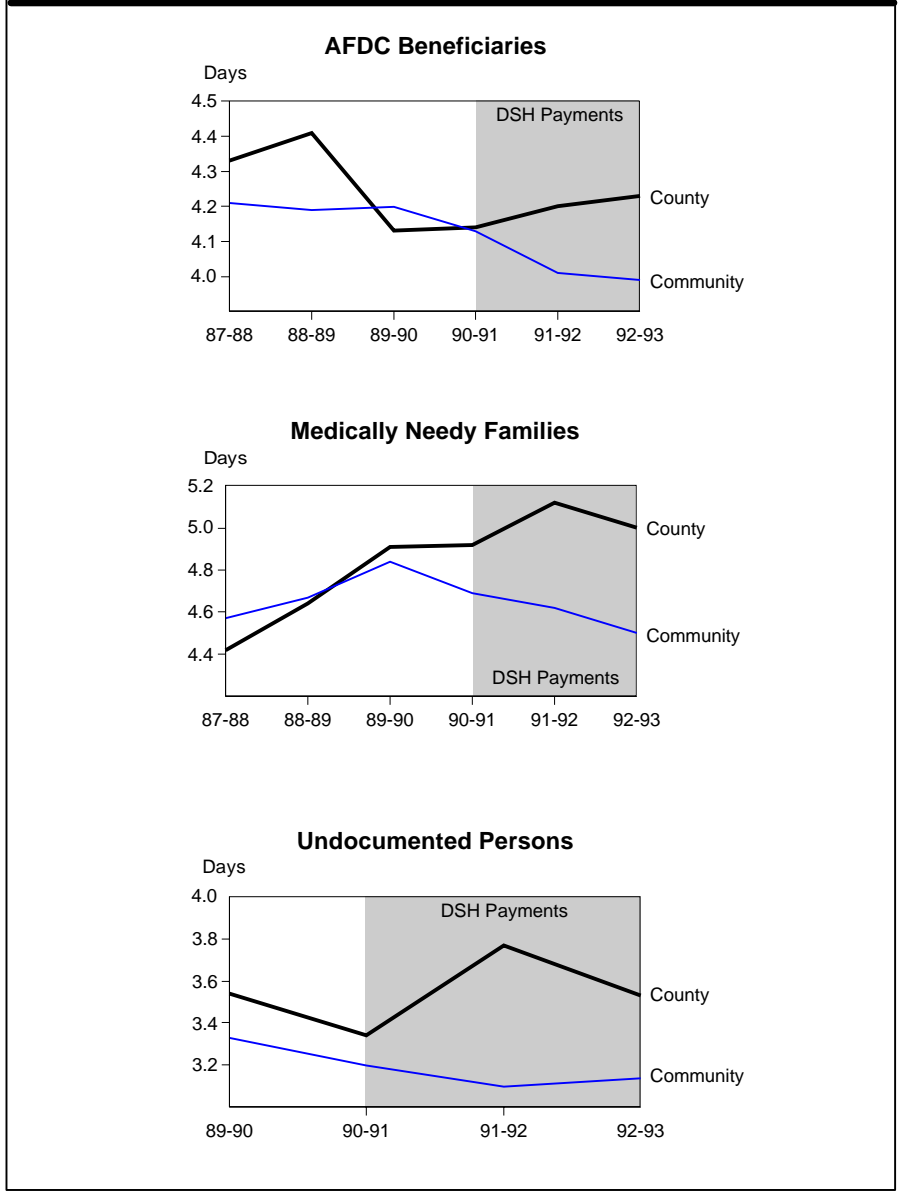 AFDC Beneficiaries
Days
4.5
DSH Payments
4.4
4.3
County
4.2
4.1
4.0
Community
87-88 88-89 89-90 90-91 91-92 92-93
Medically Needy Families
Days
5.2
5.0
County
4.8
4.6
Community
4.4
DSH Payments
87-88 88-89 89-90 90-91 91-92 92-93
Undocumented Persons
Days
4.0
DSH Payments
3.8
3.6
County
3.4
3.2
Community
89-90 90-91 91-92 92-93